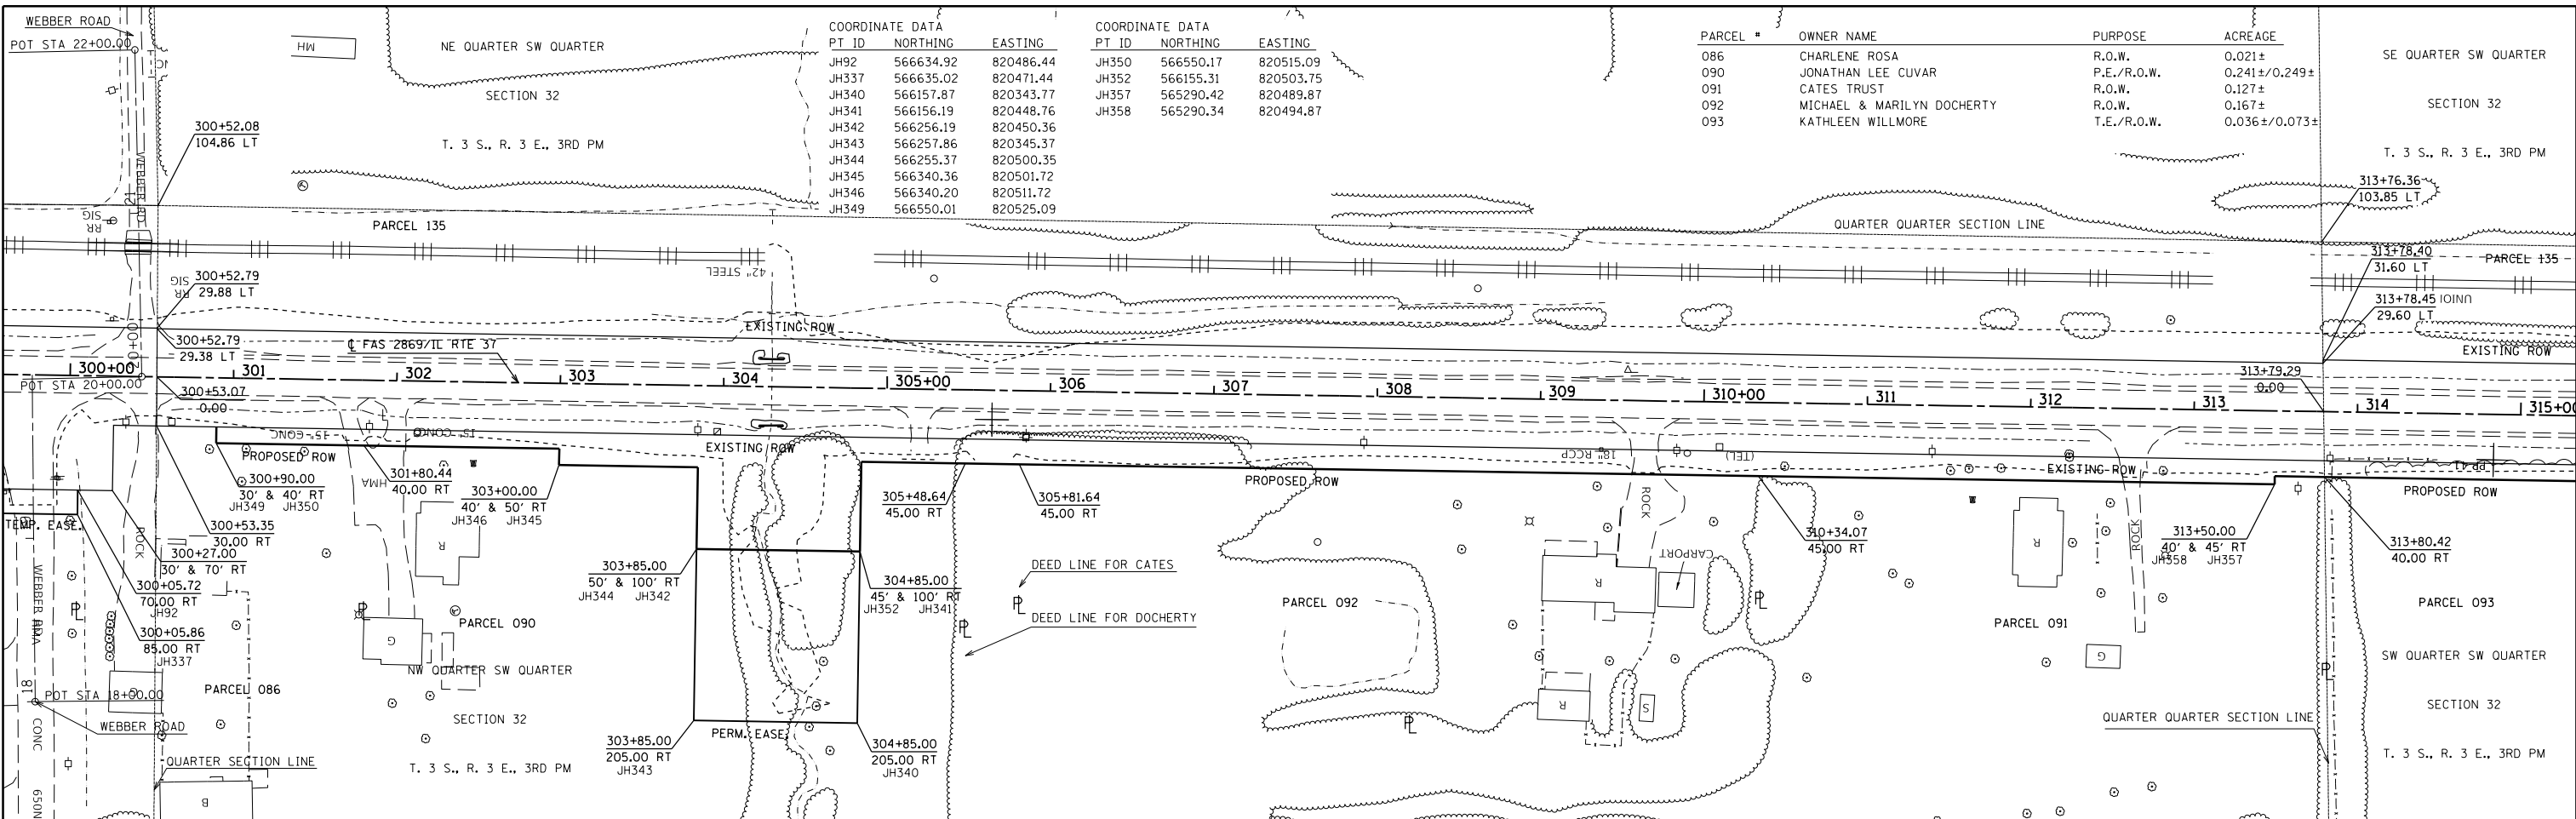 WEBBER ROAD
POT STA 22+00.00
MH
NE QUARTER SW QUARTER
SECTION 32
T. 3 S., R. 3 E., 3RD PM
300+52.08
104.86 LT
COORDINATE DATA
PT ID NORTHING EASTING
JH92 566634.92 820486.44
JH337 566635.02 820471.44
JH340 566157.87 820343.77
JH341 566156.19 820448.76
JH342 566256.19 820450.36
JH343 566257.86 820345.37
JH344 566255.37 820500.35
JH345 566340.36 820501.72
JH346 566340.20 820511.72
JH349 566550.01 820525.09
COORDINATE DATA
PT ID NORTHING EASTING
JH350 566550.17 820515.09
JH352 566155.31 820503.75
JH357 565290.42 820489.87
JH358 565290.34 820494.87
PARCEL # OWNER NAME PURPOSE ACREAGE
086 CHARLENE ROSA R.O.W. 0.021±
090 JONATHAN LEE CUVAR P.E./R.O.W. 0.241±/0.249±
091 CATES TRUST R.O.W. 0.127±
092 MICHAEL & MARILYN DOCHERTY R.O.W. 0.167±
093 KATHLEEN WILLMORE T.E./R.O.W. 0.036±/0.073±
SE QUARTER SW QUARTER
SECTION 32
T. 3 S., R. 3 E., 3RD PM
313+76.36
103.85 LT
WEBBER RD
21
RR
SIG
PARCEL 135
QUARTER QUARTER SECTION LINE
42" STEEL
RR
SIG
300+52.79
29.88 LT
300+52.79
29.38 LT
313+78.40
31.60 LT
PARCEL 135
313+78.45
29.60 LT
UNION
EXISTING ROW
EXISTING ROW
℄ FAS 2869/IL RTE 37
20+00
300+00 301 302 303 304 305+00 306 307 308 309 310+00 311 312 313 314 315+00
POT STA 20+00.00
300+53.07
0.00
313+79.29
0.00
15" CONC
15" CONC
EXISTING ROW
PROPOSED ROW
18" RCCP
(TEL)
EXISTING ROW
PP 41
PROPOSED ROW
PROPOSED ROW
300+90.00
30' & 40' RT
JH349 JH350
301+80.44
40.00 RT
HMA
303+00.00
40' & 50' RT
JH346 JH345
305+48.64
45.00 RT
305+81.64
45.00 RT
310+34.07
45.00 RT
313+50.00
40' & 45' RT
JH358 JH357
313+80.42
40.00 RT
TEMP. EASE.
ROCK
300+53.35
30.00 RT
300+27.00
30' & 70' RT
300+05.72
70.00 RT
JH92
300+05.86
85.00 RT
JH337
303+85.00
50' & 100' RT
JH344 JH342
304+85.00
45' & 100' RT
JH352 JH341
DEED LINE FOR CATES
DEED LINE FOR DOCHERTY
ROCK
CARPORT
ROCK
R
R
R
R
S
G
G
G
B
PARCEL 092
PARCEL 091
PARCEL 093
PARCEL 090
PARCEL 086
NW QUARTER SW QUARTER
SECTION 32
T. 3 S., R. 3 E., 3RD PM
WEBBER RD.
HMA
18
POT STA 18+00.00
WEBBER ROAD
CONC
650N
QUARTER SECTION LINE
303+85.00
205.00 RT
JH343
PERM. EASE.
304+85.00
205.00 RT
JH340
SW QUARTER SW QUARTER
SECTION 32
T. 3 S., R. 3 E., 3RD PM
QUARTER QUARTER SECTION LINE